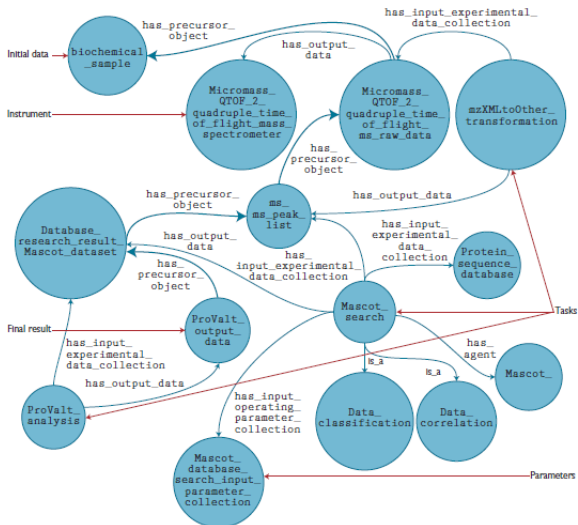 has_precursor_
object
has_input_experimental_
data_collection
has_output_
data
Initial data
biochemical
_sample
Instrument
Micromass_
QTOF_2_
quadruple_time_
of_flight_mass_
spectrometer
Micromass_
QTOF_2_
quadruple_time_
of_flight_
ms_raw_data
mzXMLtoOther_
transformation
has_
precursor_
object
has_precursor_
object
has_output_data
ms_
ms_peak_
list
Database_
research_result_
Mascot_dataset
has_output_
data
has_
precursor_
object
has_
input_experimental_
data_collection
has_input_
experimental_
data_
collection
Protein_
sequence_
database
Final result
ProValt_
output_
data
Mascot_
search
Tasks
has_input_
experimental_
data_collection
has_output_data
ProValt_
analysis
is_a
is_a
has_
agent
Mascot_
has_input_
operating_
parameter_
collection
Data_
classification
Data_
correlation
Mascot_
database_
search_input_
parameter_
collection
Parameters